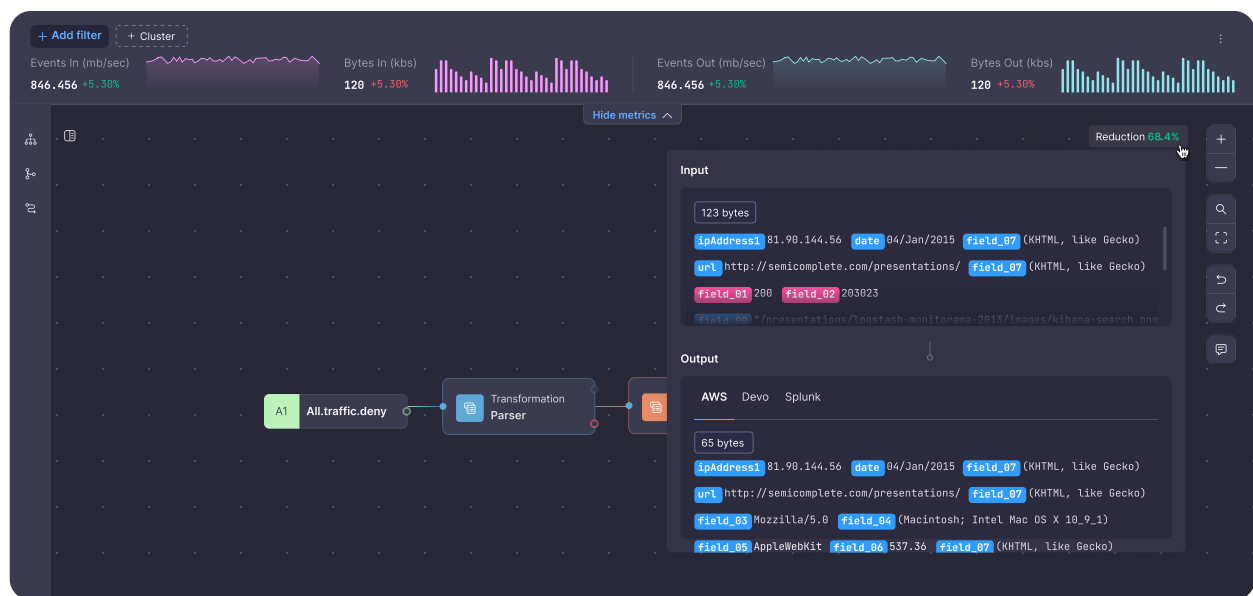 + Add filter
+ Cluster
Events In (mb/sec)
846.456 +5.30%
Bytes In (kbs)
120 +5.30%
Events Out (mb/sec)
846.456 +5.30%
Bytes Out (kbs)
120 +5.30%
Hide metrics
Reduction 68.4%
Input
123 bytes
ipAddress1 81.90.144.56 date 04/Jan/2015 field_07 (KHTML, like Gecko)
url http://semicomplete.com/presentations/ field_07 (KHTML, like Gecko)
field_01 200 field_02 203023
field_09 "/presentations/logstash-monitorama-2013/images/kibana-search.png
Output
AWS Devo Splunk
65 bytes
ipAddress1 81.90.144.56 date 04/Jan/2015 field_07 (KHTML, like Gecko)
url http://semicomplete.com/presentations/ field_07 (KHTML, like Gecko)
field_03 Mozzilla/5.0 field_04 (Macintosh; Intel Mac OS X 10_9_1)
field_05 AppleWebKit field_06 537.36 field_07 (KHTML, like Gecko)
A1 All.traffic.deny
Transformation
Parser